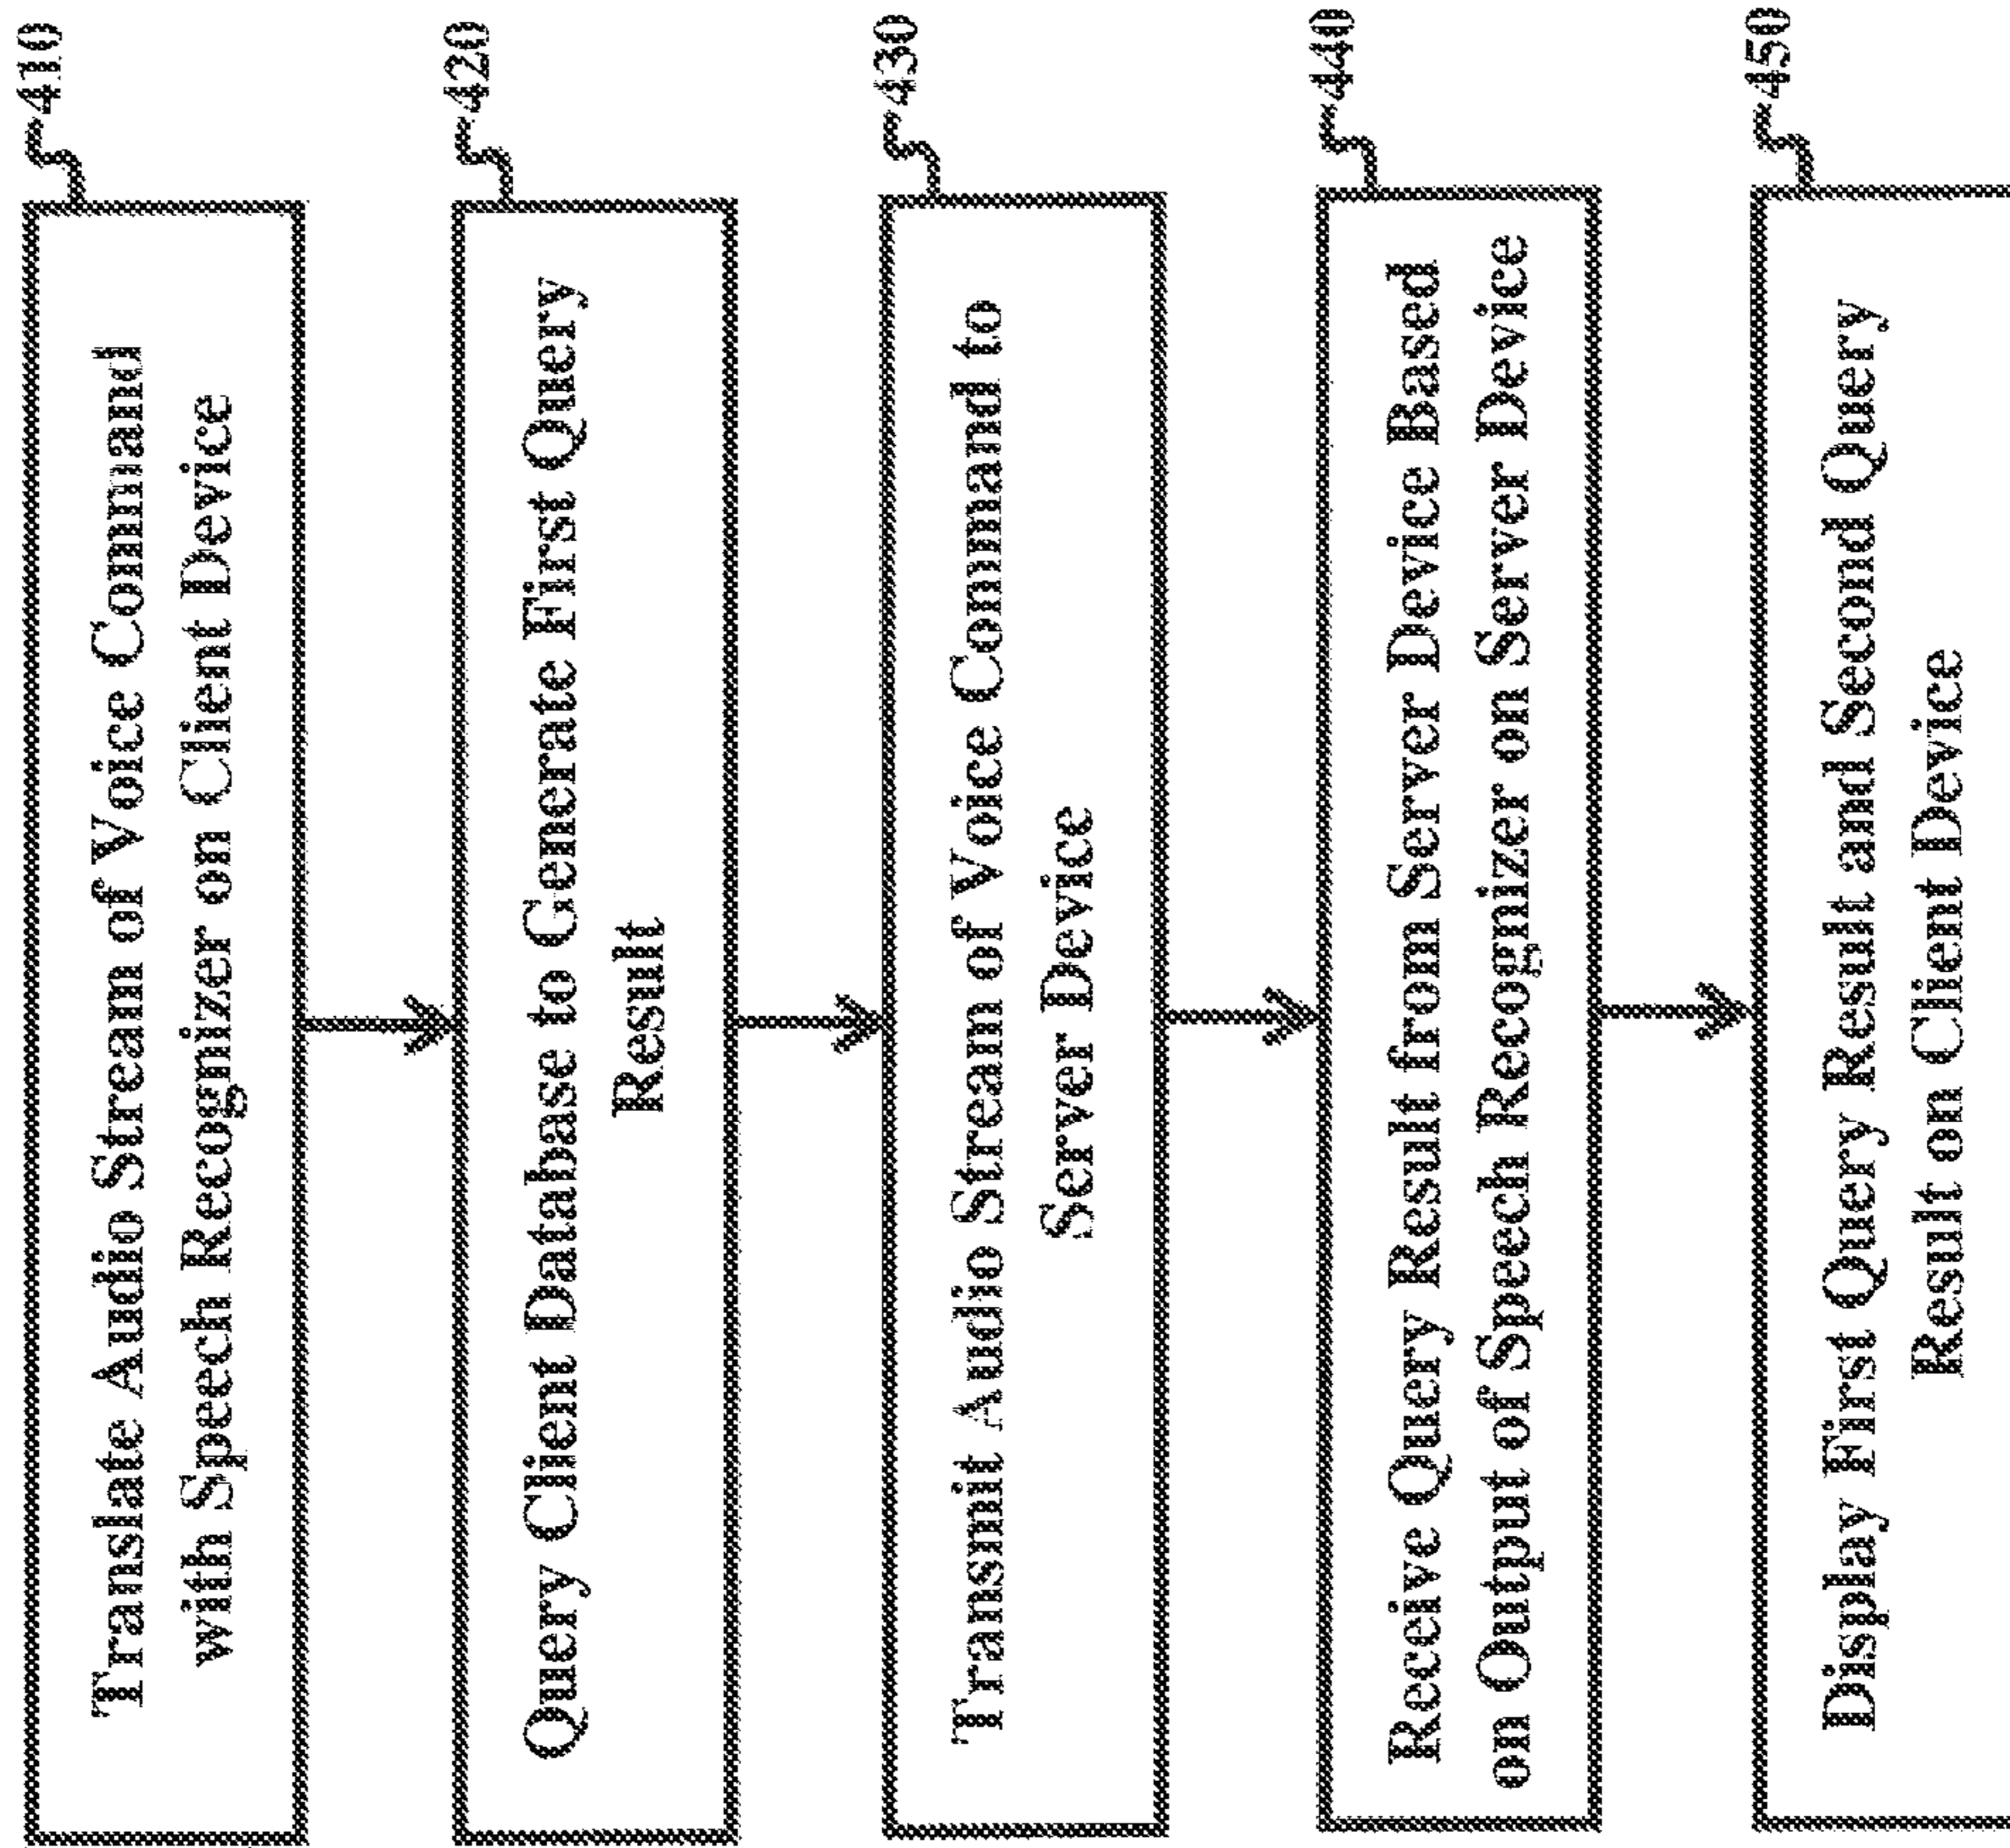 410
Translate Audio Stream of Voice Command
with Speech Recognizer on Client Device
420
Query Client Database to Generate First Query
Result
430
Transmit Audio Stream of Voice Command to
Server Device
440
Receive Query Result from Server Device Based
on Output of Speech Recognizer on Server Device
450
Display First Query Result and Second Query
Result on Client Device